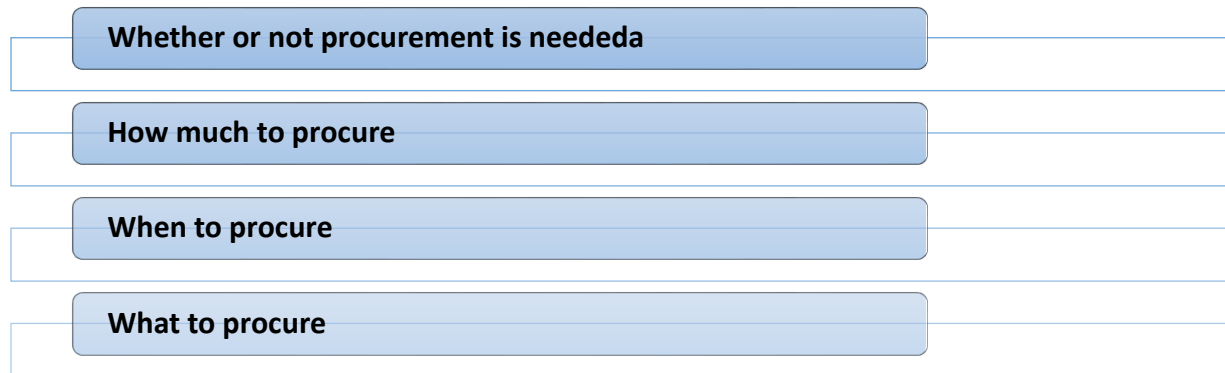 Whether or not procurement is neededa
How much to procure
When to procure
What to procure